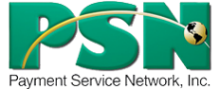 PSN
Payment Service Network, Inc.